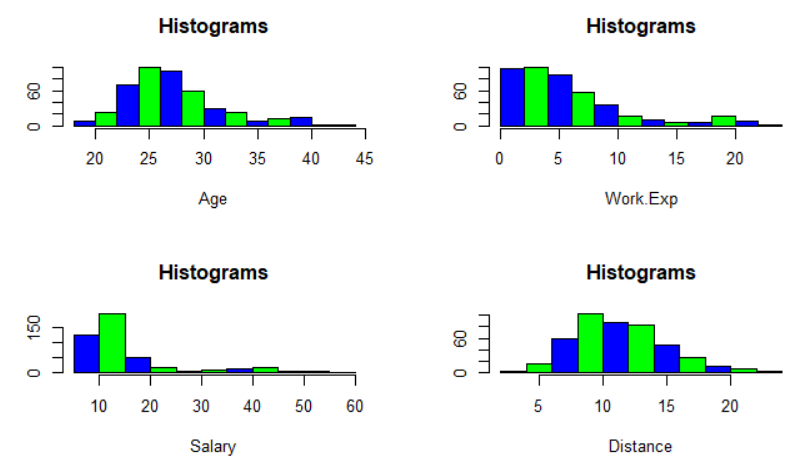 Histograms
60
0
20 25 30 35 40 45
Age
Histograms
60
0
0 5 10 15 20
Work.Exp
Histograms
150
0
10 20 30 40 50 60
Salary
Histograms
60
0
5 10 15 20
Distance